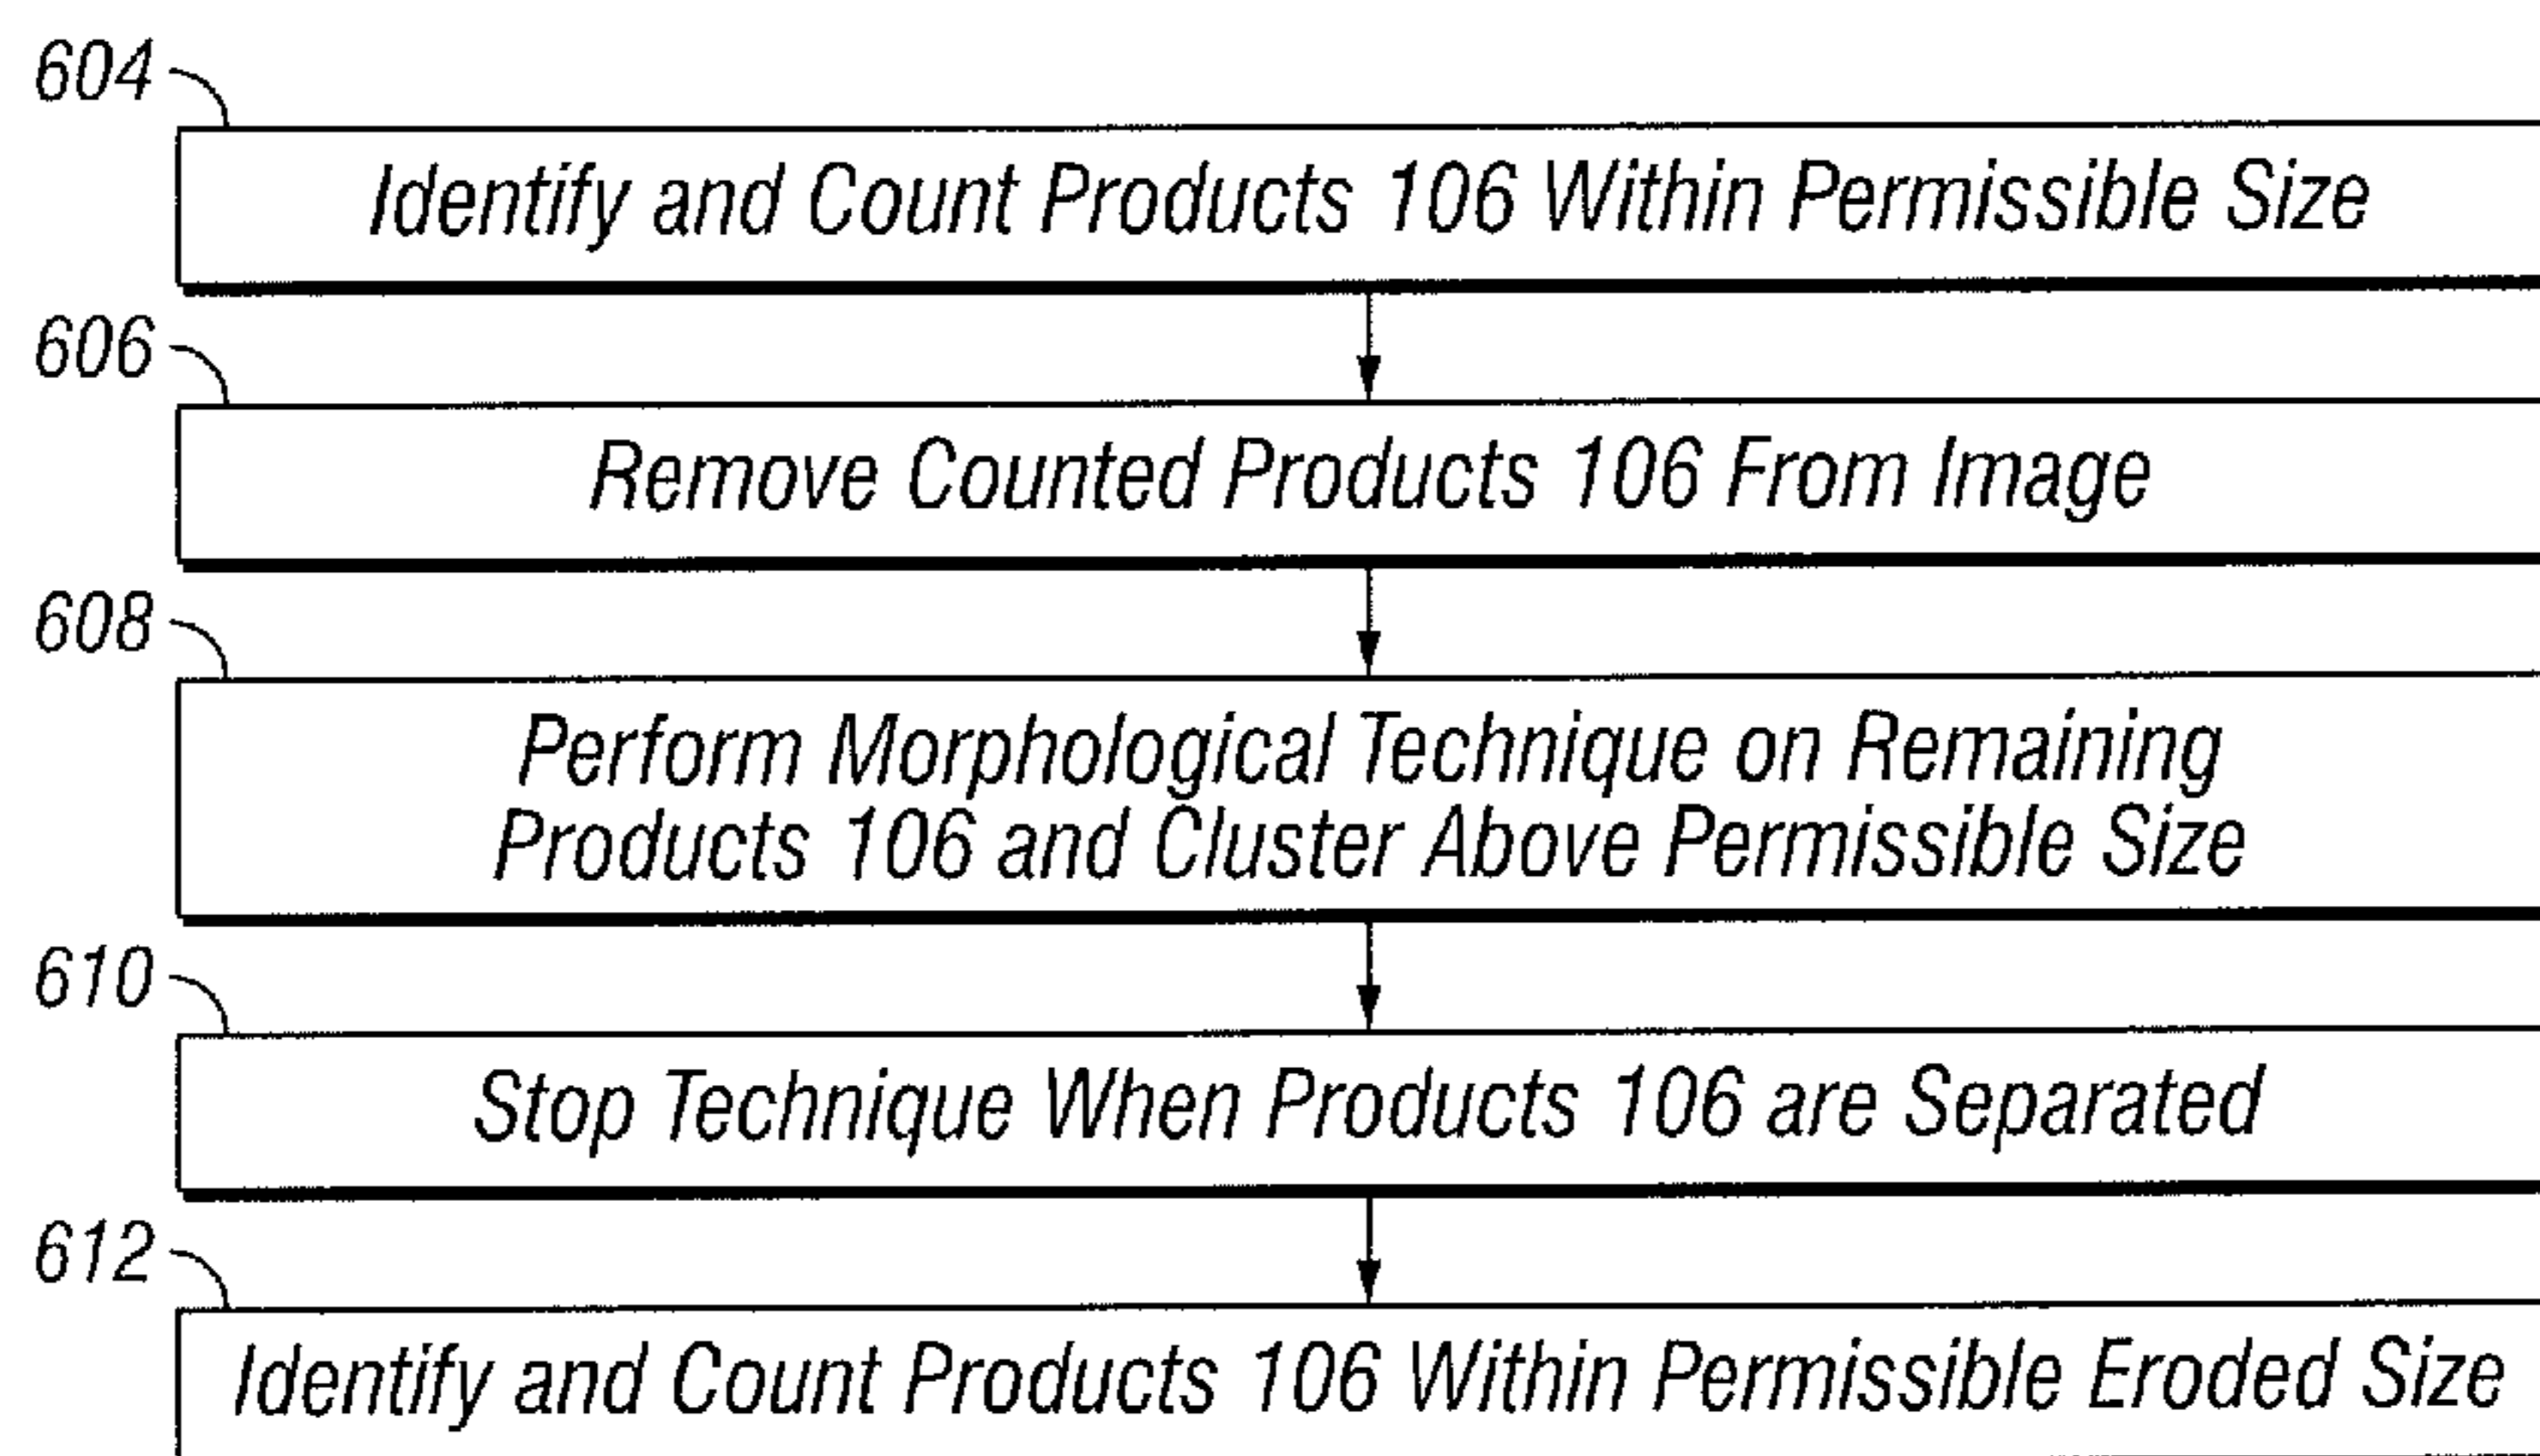 604
Identify and Count Products 106 Within Permissible Size
606
Remove Counted Products 106 From Image
608
Perform Morphological Technique on Remaining
Products 106 and Cluster Above Permissible Size
610
Stop Technique When Products 106 are Separated
612
Identify and Count Products 106 Within Permissible Eroded Size